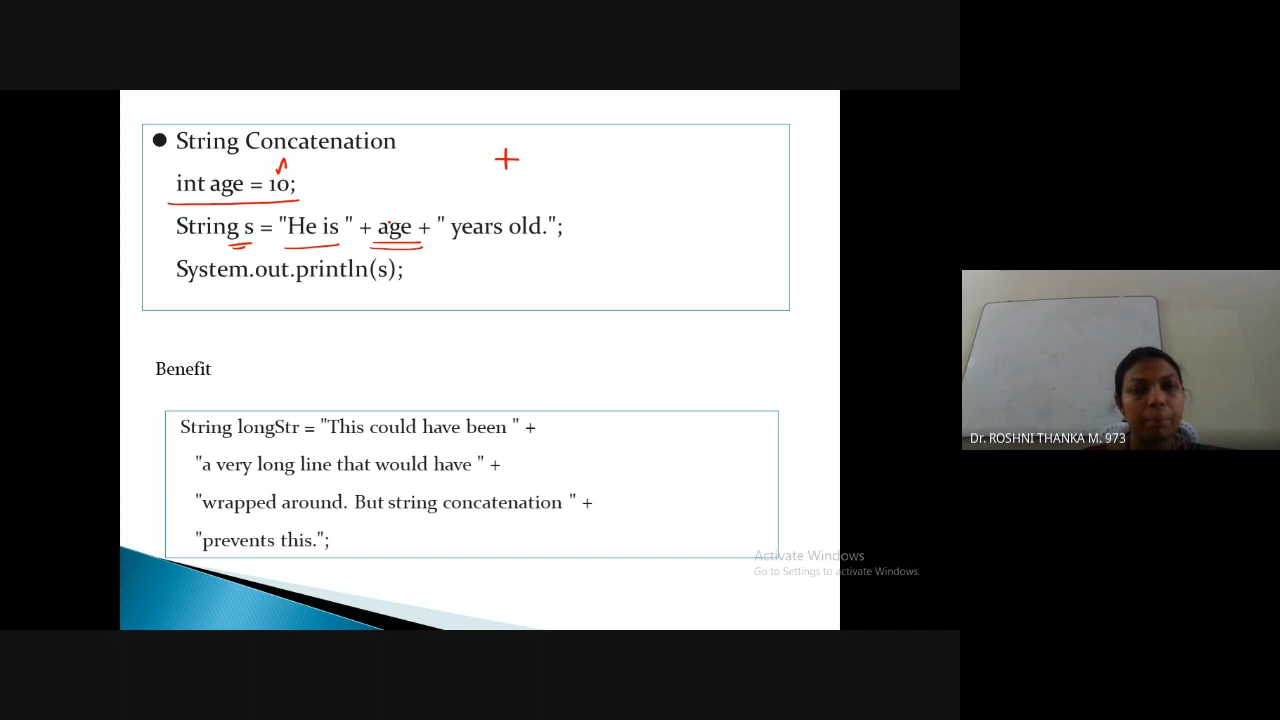 String Concatenation
+
int age = 10;
String s = "He is " + age + " years old.";
System.out.println(s);
Benefit
String longStr = "This could have been " +
"a very long line that would have " +
"wrapped around. But string concatenation " +
"prevents this.";
Activate Windows
Go to Settings to activate Windows.
Dr. ROSHNI THANKA M. 973